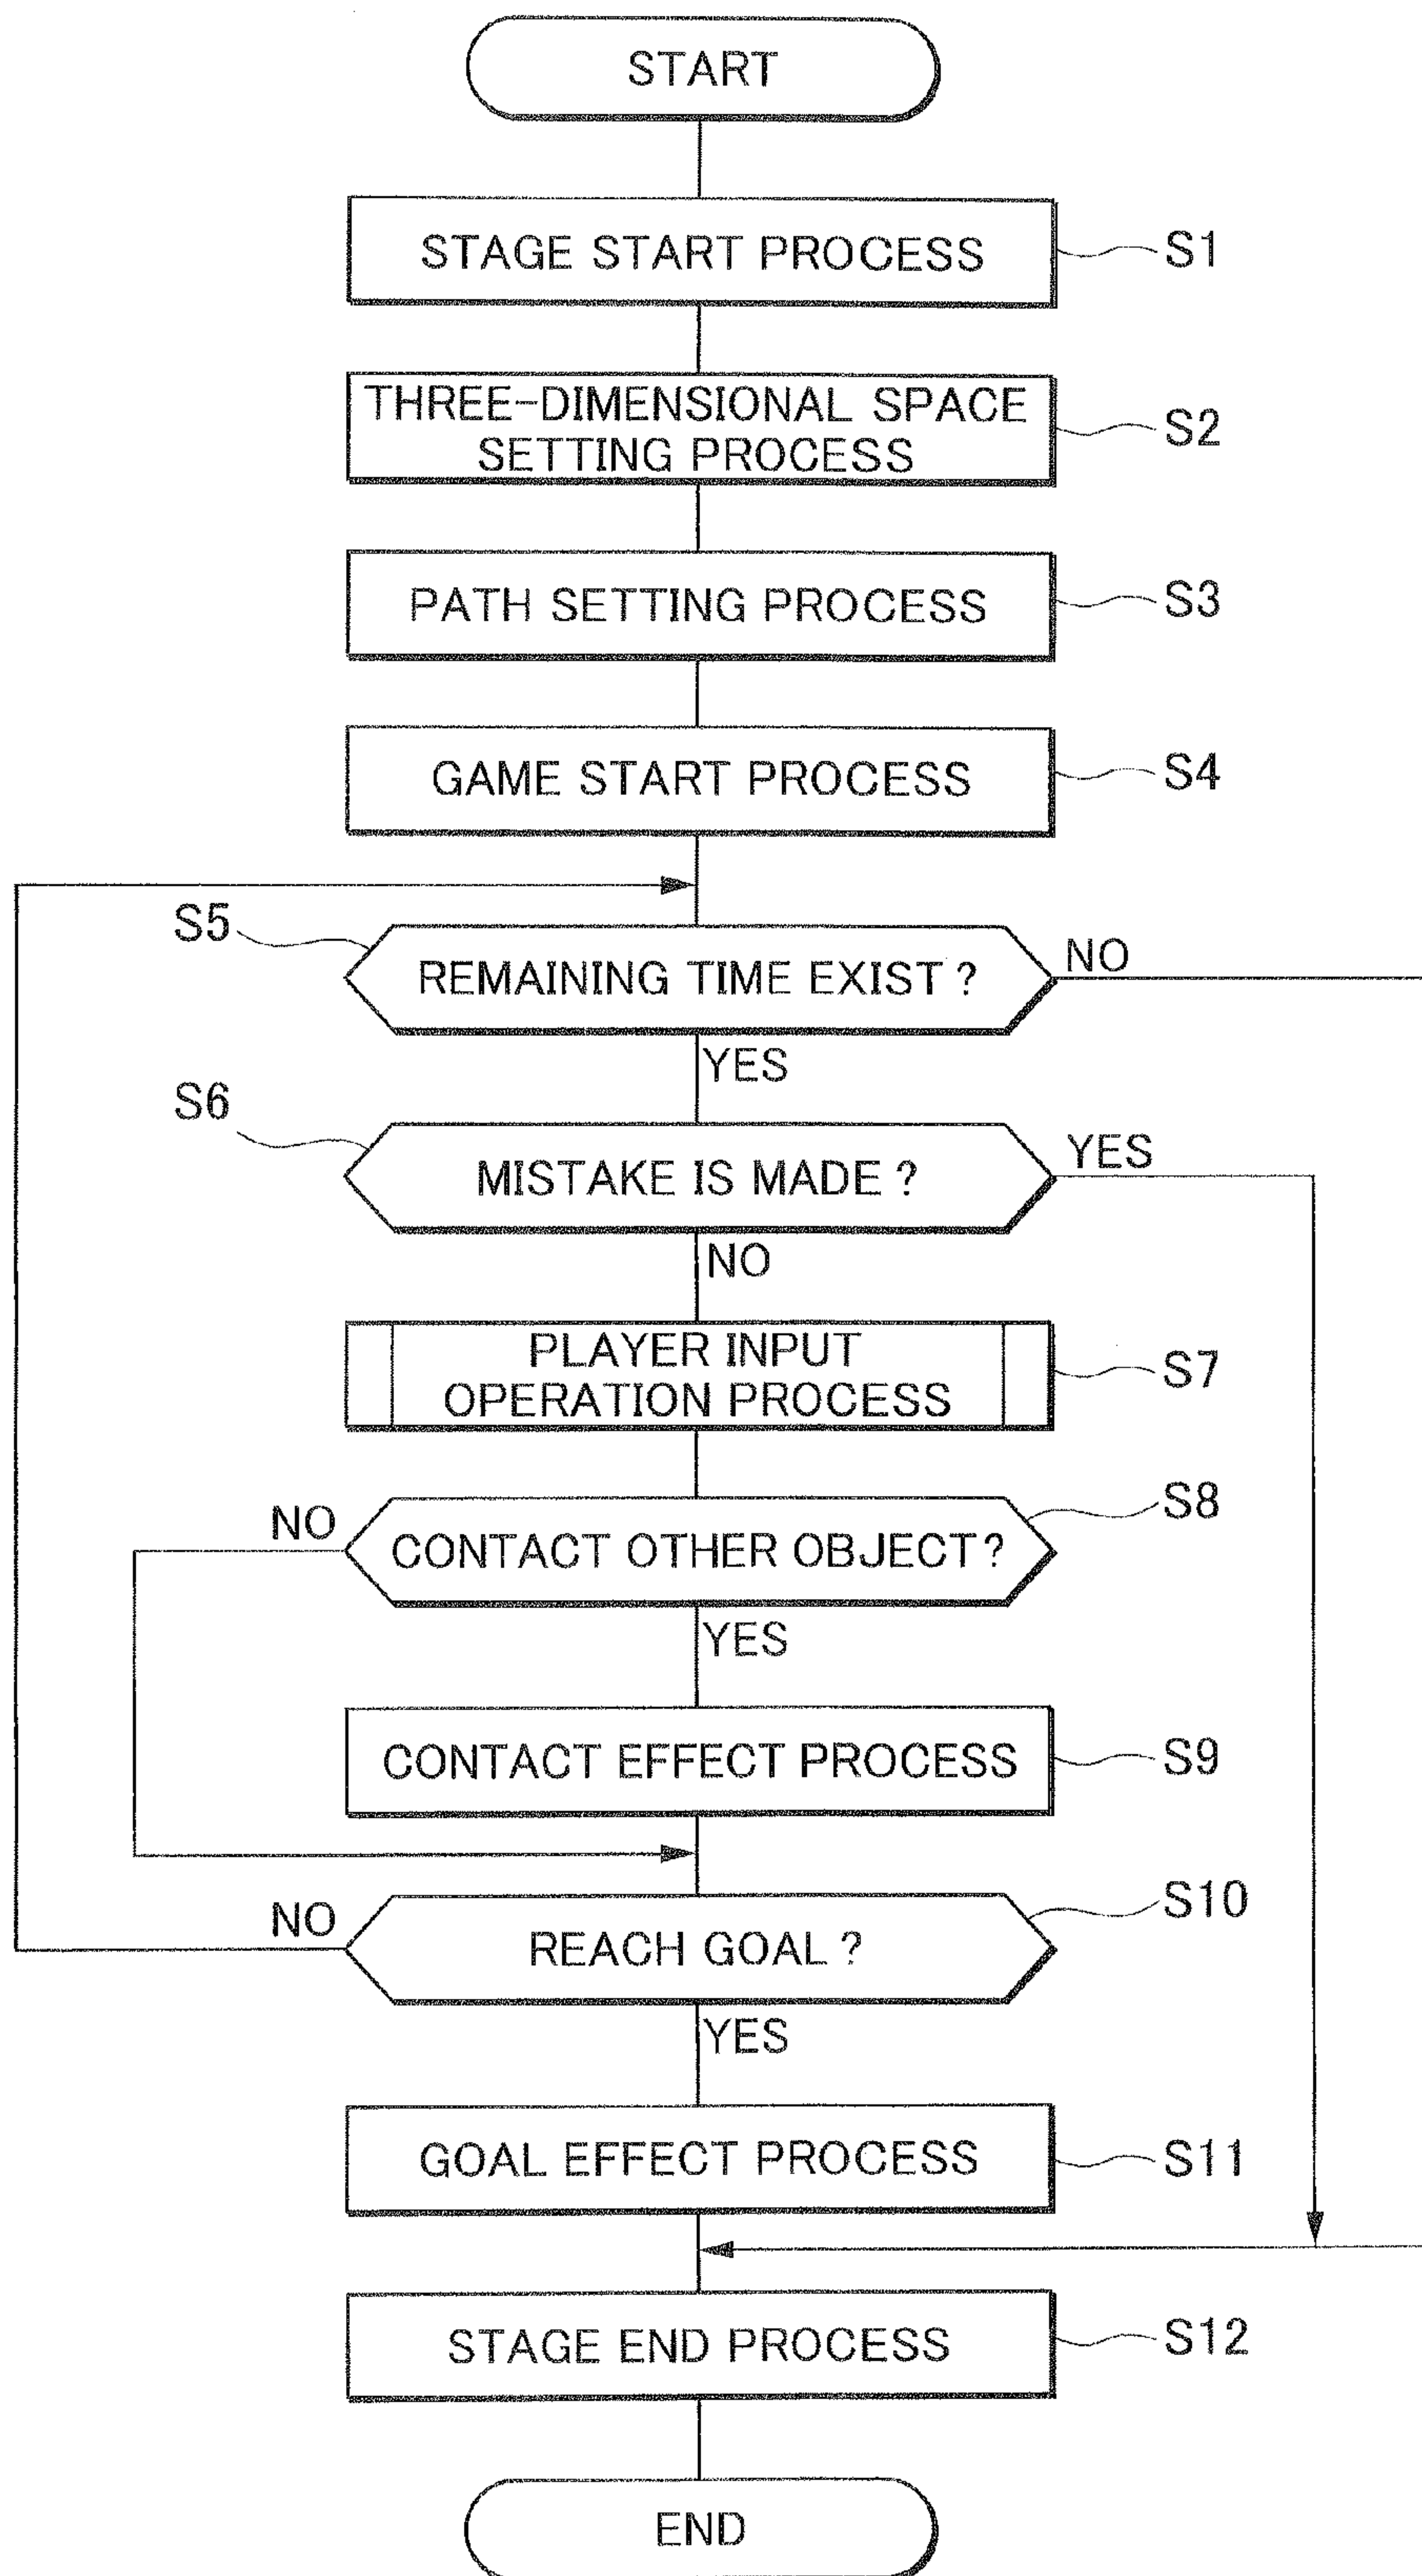 START
STAGE START PROCESS
S1
THREE-DIMENSIONAL SPACE
SETTING PROCESS
S2
PATH SETTING PROCESS
S3
GAME START PROCESS
S4
S5
REMAINING TIME EXIST ?
NO
YES
S6
MISTAKE IS MADE ?
YES
NO
PLAYER INPUT
OPERATION PROCESS
S7
S8
NO
CONTACT OTHER OBJECT ?
YES
CONTACT EFFECT PROCESS
S9
S10
NO
REACH GOAL ?
YES
GOAL EFFECT PROCESS
S11
STAGE END PROCESS
S12
END